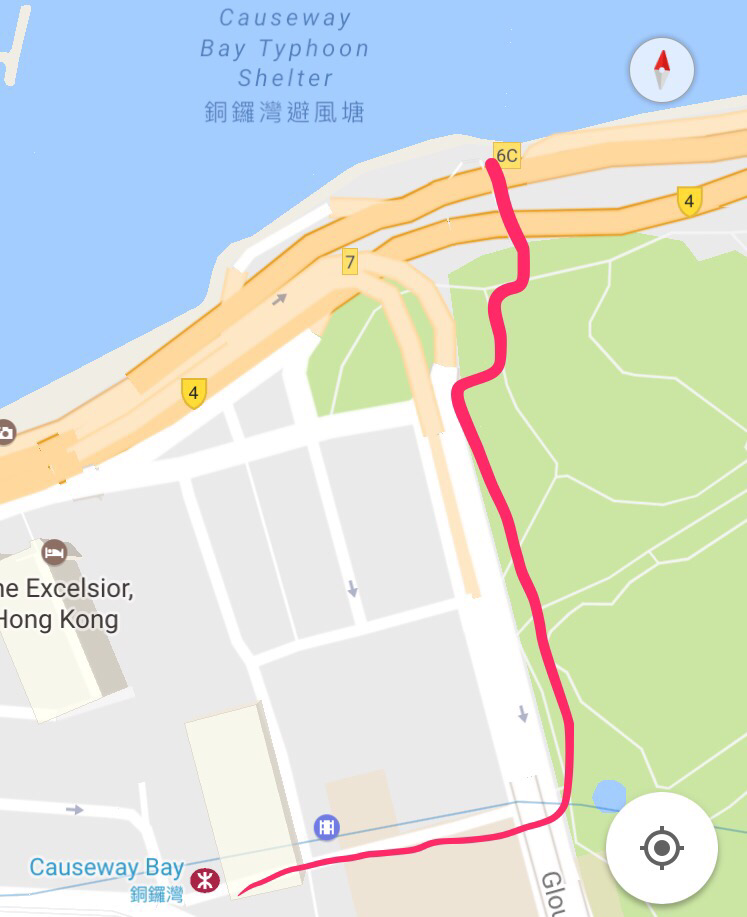 Causeway
Bay Typhoon
Shelter
銅鑼灣避風塘
6C
4
7
4
he Excelsior,
Hong Kong
Causeway Bay
銅鑼灣
Glou